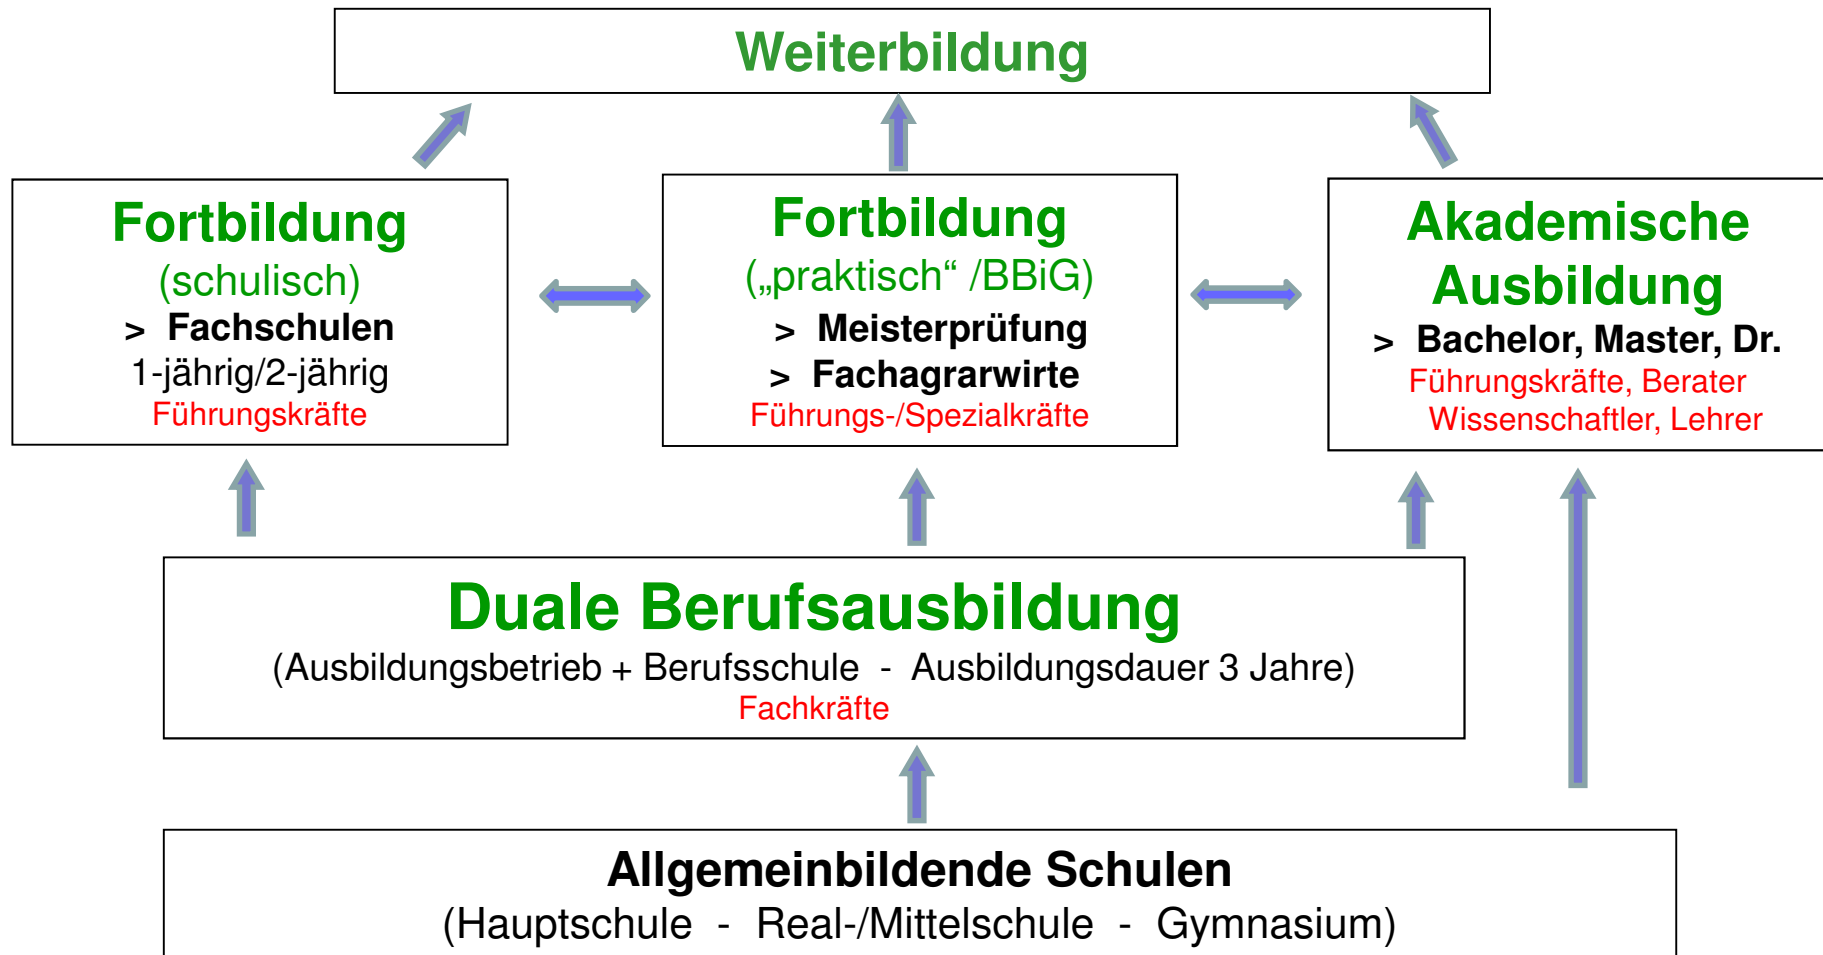 Weiterbildung
Fortbildung
(schulisch)
> Fachschulen
1-jährig/2-jährig
Führungskräfte
Fortbildung
(„praktisch“ /BBiG)
> Meisterprüfung
> Fachagrarwirte
Führungs-/Spezialkräfte
Akademische
Ausbildung
> Bachelor, Master, Dr.
Führungskräfte, Berater
Wissenschaftler, Lehrer
Duale Berufsausbildung
(Ausbildungsbetrieb + Berufsschule - Ausbildungsdauer 3 Jahre)
Fachkräfte
Allgemeinbildende Schulen
(Hauptschule - Real-/Mittelschule - Gymnasium)